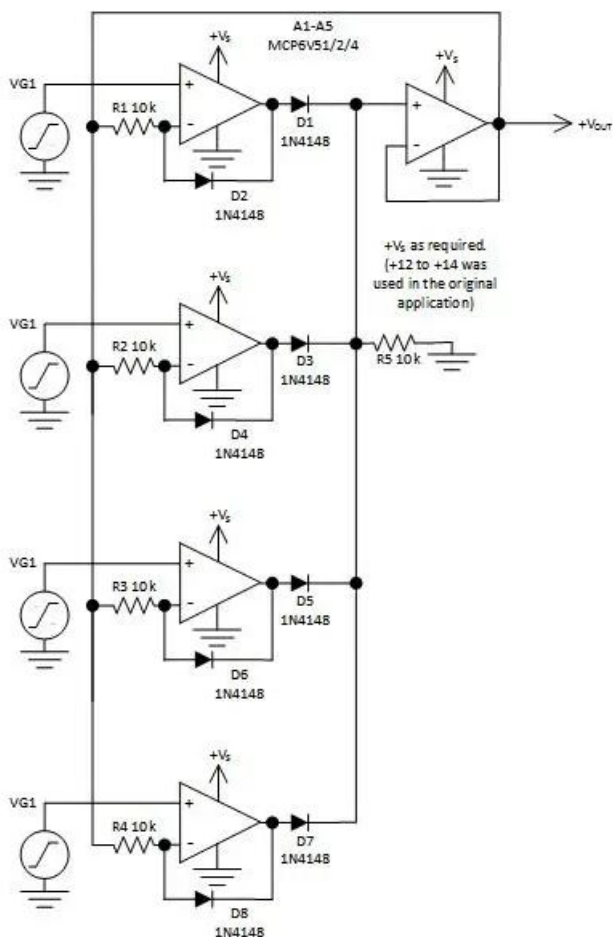 A1-A5
MCP6V51/2/4
+Vs
+Vs
VG1
+
+
R1 10k
-
-
D1
1N4148
+VOUT
D2
1N4148
+Vs as required.
(+12 to +14 was
used in the original
application)
+Vs
VG1
+
R2 10k
-
D3
1N4148
R5 10k
D4
1N4148
+Vs
VG1
+
R3 10k
-
D5
1N4148
D6
1N4148
+Vs
VG1
+
R4 10k
-
D7
1N4148
D8
1N4148